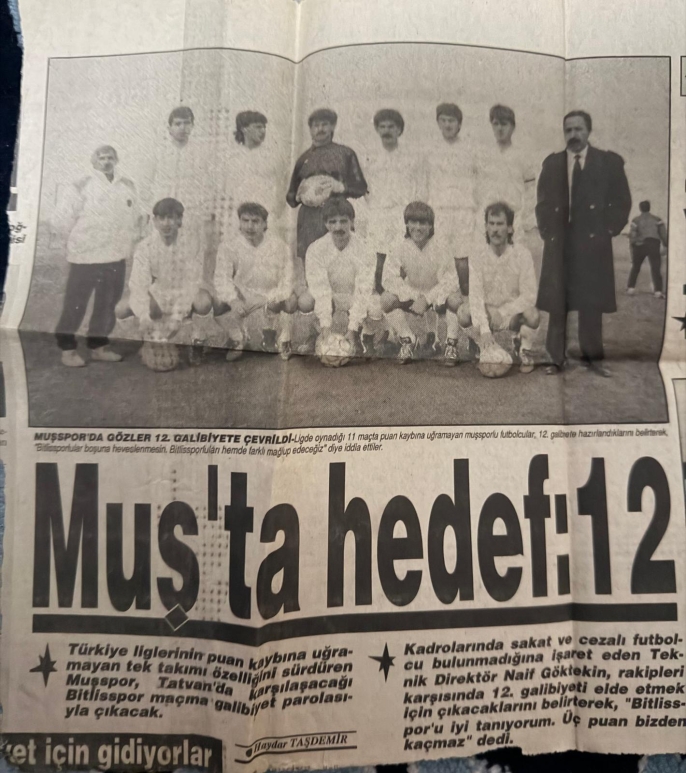 MUŞSPOR'DA GÖZLER 12. GALİBİYETE ÇEVRİLDİ-Ligde oynadığı 11 maçta puan kaybına uğramayan muşsporlu futbolcular, 12. galibiyete hazırlandıklarını belirterek,
"Bitlissporlular boşuna heveslenmesin. Bitlissporluları hemde farklı mağlup edeceğiz" diye iddia ettiler.
Muş'ta hedef:12
Türkiye liglerinin puan kaybına uğra-
mayan tek takımı özelliğini sürdüren
Muşspor, Tatvan'da karşılaşacağı
Bitlisspor maçına galibiyet parolası-
yla çıkacak.
Kadrolarında sakat ve cezalı futbol-
cu bulunmadığına işaret eden Tek-
nik Direktör Naif Göktekin, rakipleri
karşısında 12. galibiyeti elde etmek
için çıkacaklarını belirterek, "Bitliss-
por'u iyi tanıyorum. Üç puan bizden
kaçmaz" dedi.
Haydar TAŞDEMİR
et için gidiyorlar